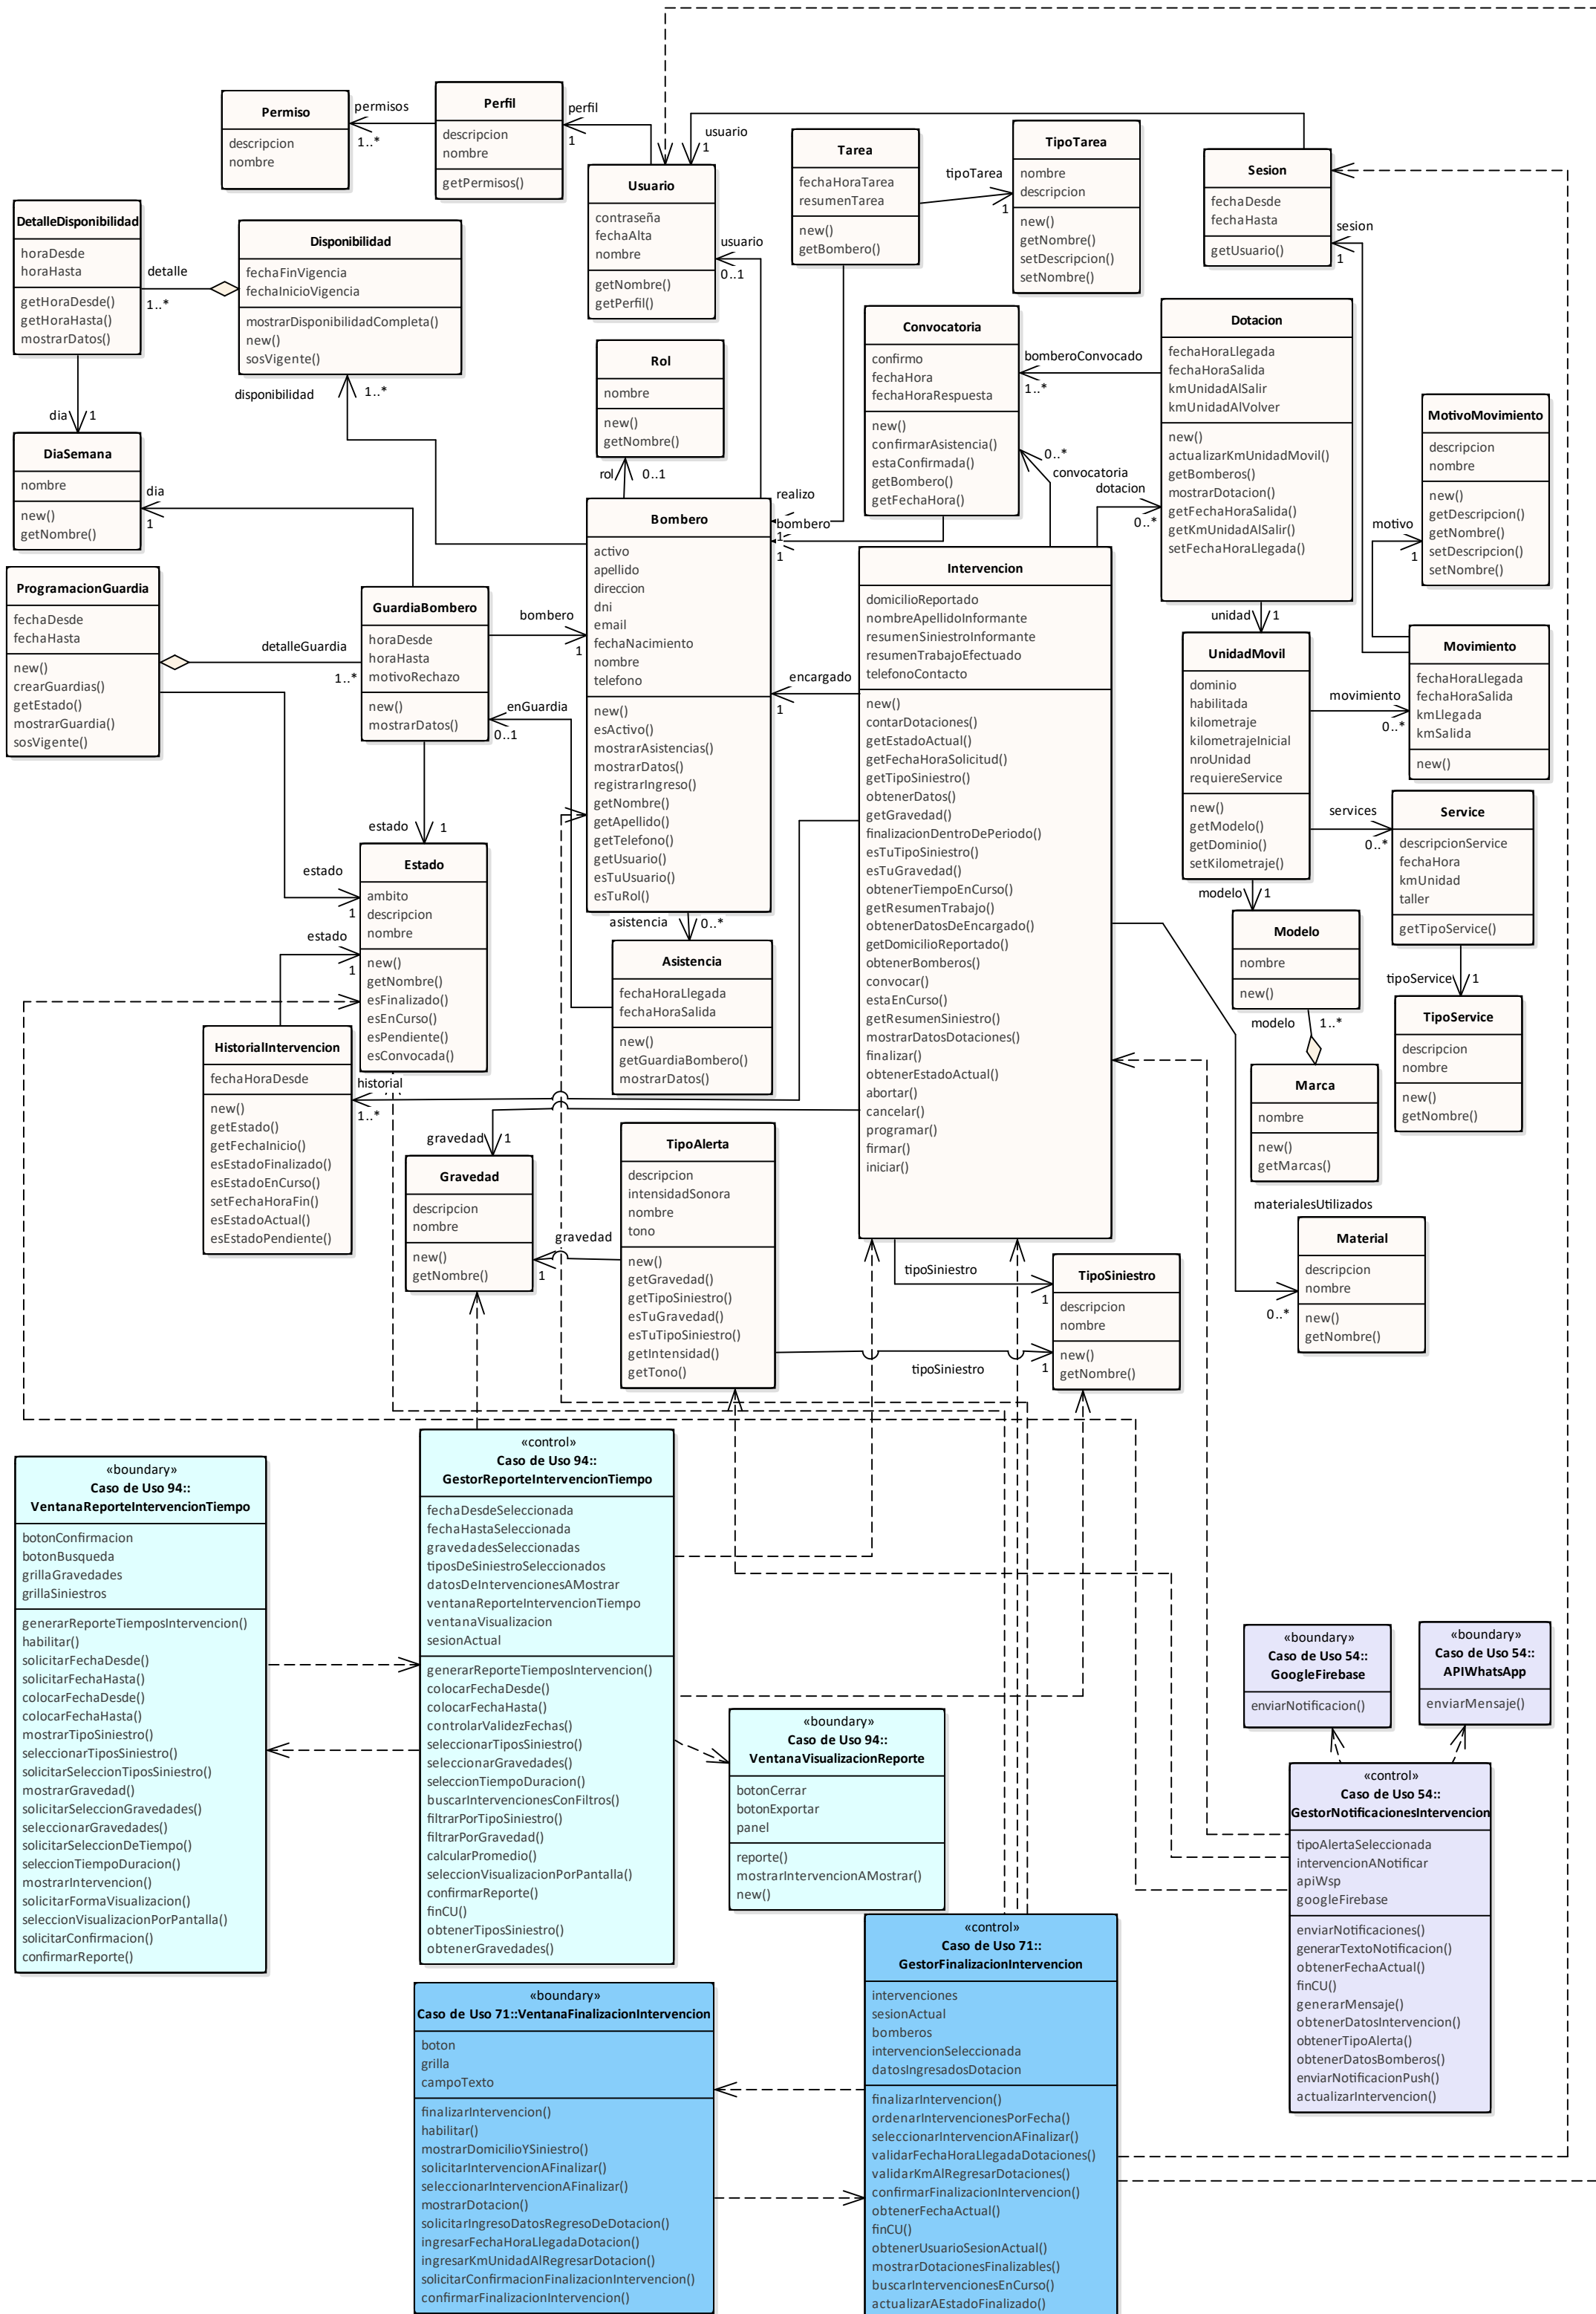 Permiso
descripcion
nombre
permisos
1..*
Perfil
descripcion
nombre
getPermisos()
perfil
1
Usuario
contraseña
fechaAlta
nombre
getNombre()
getPerfil()
usuario
1
usuario
0..1
Tarea
fechaHoraTarea
resumenTarea
new()
getBombero()
tipoTarea
1
TipoTarea
nombre
descripcion
new()
getNombre()
setDescripcion()
setNombre()
Sesion
fechaDesde
fechaHasta
getUsuario()
sesion
1
DetalleDisponibilidad
horaDesde
horaHasta
getHoraDesde()
getHoraHasta()
mostrarDatos()
detalle
1..*
Disponibilidad
fechaFinVigencia
fechaInicioVigencia
mostrarDisponibilidadCompleta()
new()
sosVigente()
disponibilidad
1..*
Rol
nombre
new()
getNombre()
rol
0..1
Convocatoria
confirmo
fechaHora
fechaHoraRespuesta
new()
confirmarAsistencia()
estaConfirmada()
getBombero()
getFechaHora()
bomberoConvocado
1..*
0..*
convocatoria
Dotacion
fechaHoraLlegada
fechaHoraSalida
kmUnidadAlSalir
kmUnidadAlVolver
new()
actualizarKmUnidadMovil()
getBomberos()
mostrarDotacion()
getFechaHoraSalida()
getKmUnidadAlSalir()
setFechaHoraLlegada()
dotacion
0..*
MotivoMovimiento
descripcion
nombre
new()
getDescripcion()
getNombre()
setDescripcion()
setNombre()
motivo
1
dia
1
DiaSemana
nombre
new()
getNombre()
dia
1
ProgramacionGuardia
fechaDesde
fechaHasta
new()
crearGuardias()
getEstado()
mostrarGuardia()
sosVigente()
detalleGuardia
1..*
GuardiaBombero
horaDesde
horaHasta
motivoRechazo
new()
mostrarDatos()
bombero
1
enGuardia
0..1
Bombero
activo
apellido
direccion
dni
email
fechaNacimiento
nombre
telefono
new()
esActivo()
mostrarAsistencias()
mostrarDatos()
registrarIngreso()
getNombre()
getApellido()
getTelefono()
getUsuario()
esTuUsuario()
esTuRol()
realizo
1
bombero
1
encargado
1
Intervencion
domicilioReportado
nombreApellidoInformante
resumenSiniestroInformante
resumenTrabajoEfectuado
telefonoContacto
new()
contarDotaciones()
getEstadoActual()
getFechaHoraSolicitud()
getTipoSiniestro()
obtenerDatos()
getGravedad()
finalizacionDentroDePeriodo()
esTuTipoSiniestro()
esTuGravedad()
obtenerTiempoEnCurso()
getResumenTrabajo()
obtenerDatosDeEncargado()
getDomicilioReportado()
obtenerBomberos()
convocar()
estaEnCurso()
getResumenSiniestro()
mostrarDatosDotaciones()
finalizar()
obtenerEstadoActual()
abortar()
cancelar()
programar()
firmar()
iniciar()
unidad
1
UnidadMovil
dominio
habilitada
kilometraje
kilometrajeInicial
nroUnidad
requiereService
new()
getModelo()
getDominio()
setKilometraje()
movimiento
0..*
Movimiento
fechaHoraLlegada
fechaHoraSalida
kmLlegada
kmSalida
new()
services
0..*
Service
descripcionService
fechaHora
kmUnidad
taller
getTipoService()
modelo
1
Modelo
nombre
new()
tipoService
1
TipoService
descripcion
nombre
new()
getNombre()
modelo
1..*
Marca
nombre
new()
getMarcas()
estado
1
Estado
ambito
descripcion
nombre
new()
getNombre()
esFinalizado()
esEnCurso()
esPendiente()
esConvocada()
estado
1
estado
1
asistencia
0..*
Asistencia
fechaHoraLlegada
fechaHoraSalida
new()
getGuardiaBombero()
mostrarDatos()
HistorialIntervencion
fechaHoraDesde
new()
getEstado()
getFechaInicio()
esEstadoFinalizado()
esEstadoEnCurso()
setFechaHoraFin()
esEstadoActual()
esEstadoPendiente()
historial
1..*
gravedad
1
Gravedad
descripcion
nombre
new()
getNombre()
gravedad
1
TipoAlerta
descripcion
intensidadSonora
nombre
tono
new()
getGravedad()
getTipoSiniestro()
esTuGravedad()
esTuTipoSiniestro()
getIntensidad()
getTono()
tipoSiniestro
1
tipoSiniestro
1
TipoSiniestro
descripcion
nombre
new()
getNombre()
materialesUtilizados
0..*
Material
descripcion
nombre
new()
getNombre()
«boundary»
Caso de Uso 94::
VentanaReporteIntervencionTiempo
botonConfirmacion
botonBusqueda
grillaGravedades
grillaSiniestros
generarReporteTiemposIntervencion()
habilitar()
solicitarFechaDesde()
solicitarFechaHasta()
colocarFechaDesde()
colocarFechaHasta()
mostrarTipoSiniestro()
seleccionarTiposSiniestro()
solicitarSeleccionTiposSiniestro()
mostrarGravedad()
solicitarSeleccionGravedades()
seleccionarGravedades()
solicitarSeleccionDeTiempo()
seleccionTiempoDuracion()
mostrarIntervencion()
solicitarFormaVisualizacion()
seleccionVisualizacionPorPantalla()
solicitarConfirmacion()
confirmarReporte()
«control»
Caso de Uso 94::
GestorReporteIntervencionTiempo
fechaDesdeSeleccionada
fechaHastaSeleccionada
gravedadesSeleccionadas
tiposDeSiniestroSeleccionados
datosDeIntervencionesAMostrar
ventanaReporteIntervencionTiempo
ventanaVisualizacion
sesionActual
generarReporteTiemposIntervencion()
colocarFechaDesde()
colocarFechaHasta()
controlarValidezFechas()
seleccionarTiposSiniestro()
seleccionarGravedades()
seleccionTiempoDuracion()
buscarIntervencionesConFiltros()
filtrarPorTipoSiniestro()
filtrarPorGravedad()
calcularPromedio()
seleccionVisualizacionPorPantalla()
confirmarReporte()
finCU()
obtenerTiposSiniestro()
obtenerGravedades()
«boundary»
Caso de Uso 94::
VentanaVisualizacionReporte
botonCerrar
botonExportar
panel
reporte()
mostrarIntervencionAMostrar()
new()
«boundary»
Caso de Uso 54::
GoogleFirebase
enviarNotificacion()
«boundary»
Caso de Uso 54::
APIWhatsApp
enviarMensaje()
«control»
Caso de Uso 54::
GestorNotificacionesIntervencion
tipoAlertaSeleccionada
intervencionANotificar
apiWsp
googleFirebase
enviarNotificaciones()
generarTextoNotificacion()
obtenerFechaActual()
finCU()
generarMensaje()
obtenerDatosIntervencion()
obtenerTipoAlerta()
obtenerDatosBomberos()
enviarNotificacionPush()
actualizarIntervencion()
«boundary»
Caso de Uso 71::VentanaFinalizacionIntervencion
boton
grilla
campoTexto
finalizarIntervencion()
habilitar()
mostrarDomicilioYSiniestro()
solicitarIntervencionAFinalizar()
seleccionarIntervencionAFinalizar()
mostrarDotacion()
solicitarIngresoDatosRegresoDeDotacion()
ingresarFechaHoraLlegadaDotacion()
ingresarKmUnidadAlRegresarDotacion()
solicitarConfirmacionFinalizacionIntervencion()
confirmarFinalizacionIntervencion()
«control»
Caso de Uso 71::
GestorFinalizacionIntervencion
intervenciones
sesionActual
bomberos
intervencionSeleccionada
datosIngresadosDotacion
finalizarIntervencion()
ordenarIntervencionesPorFecha()
seleccionarIntervencionAFinalizar()
validarFechaHoraLlegadaDotaciones()
validarKmAlRegresarDotaciones()
confirmarFinalizacionIntervencion()
obtenerFechaActual()
finCU()
obtenerUsuarioSesionActual()
mostrarDotacionesFinalizables()
buscarIntervencionesEnCurso()
actualizarAEstadoFinalizado()